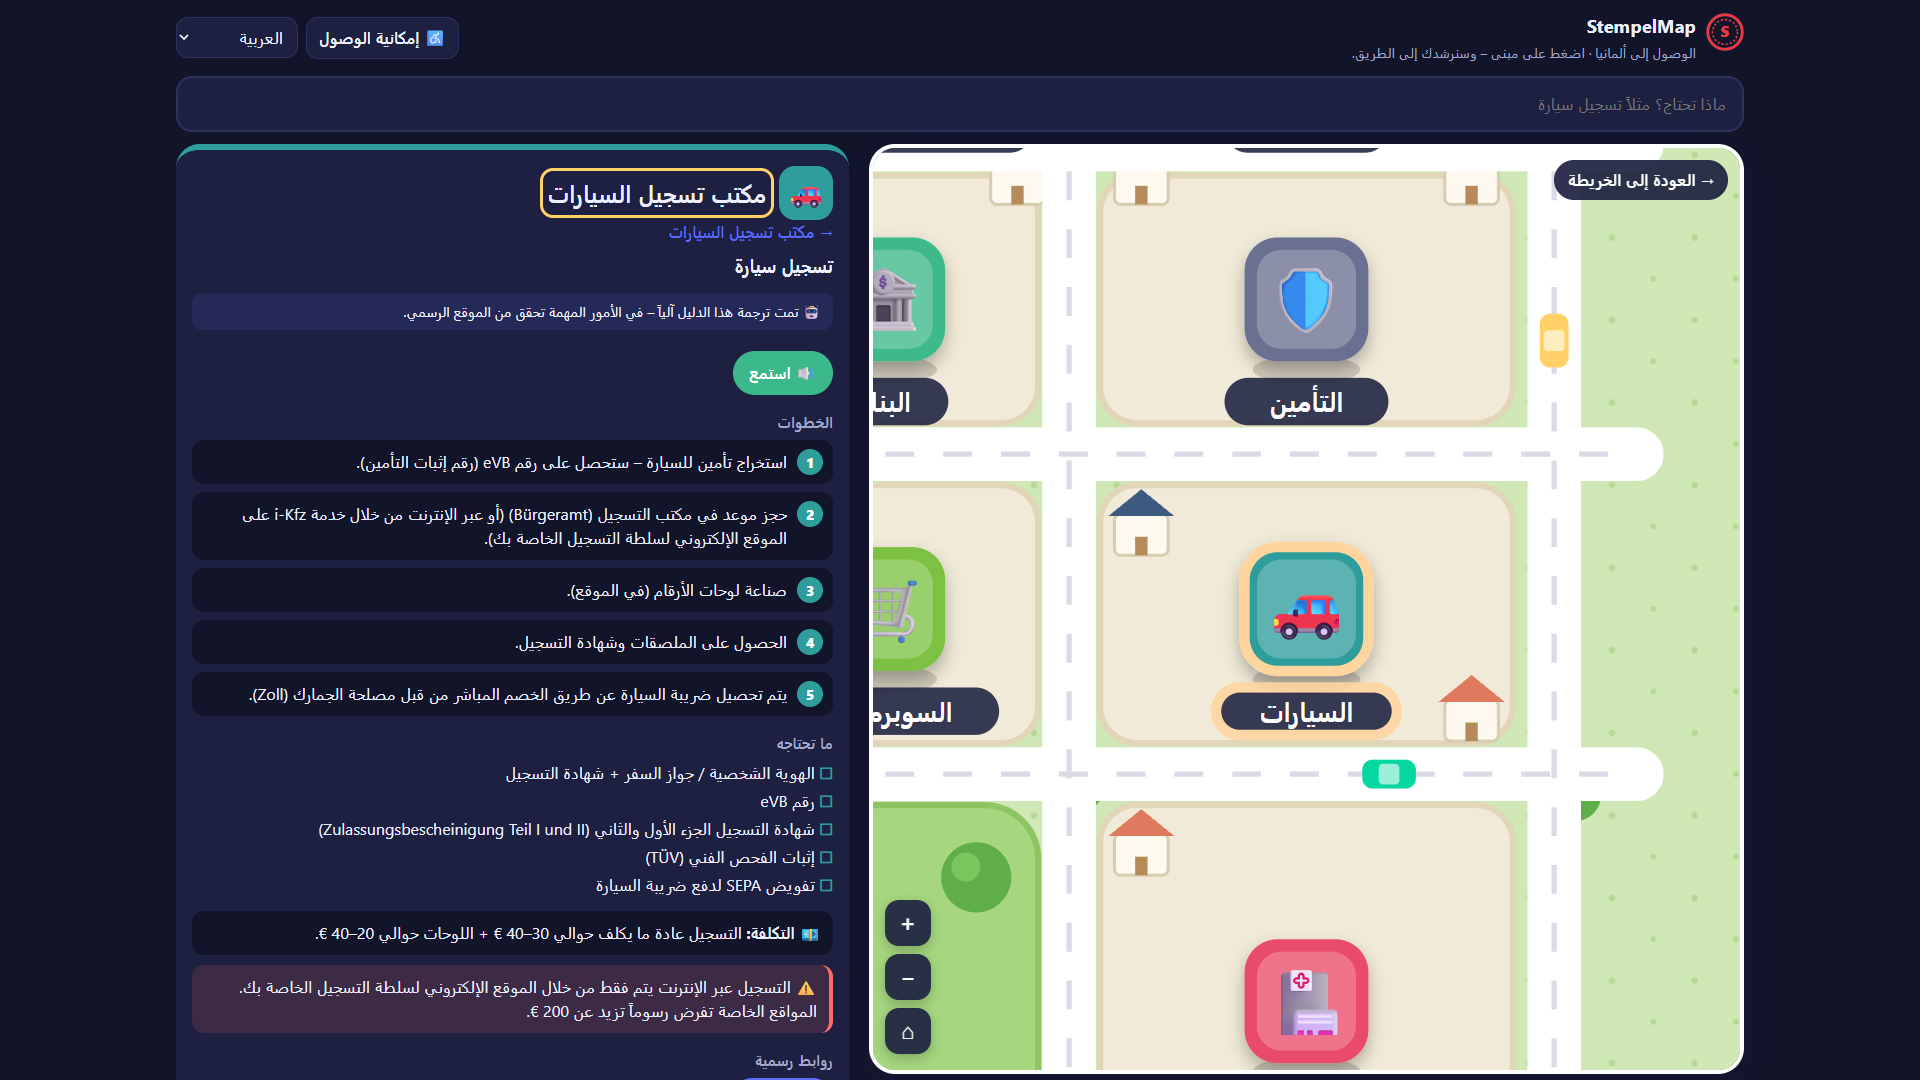 StempelMap
الوصول إلى ألمانيا · اضغط على مبنى – وسنرشدك إلى الطريق.
إمكانية الوصول
العربية
ماذا تحتاج؟ مثلاً تسجيل سيارة
→ العودة إلى الخريطة
التأمين
السيارات
+
−
مكتب تسجيل السيارات
→ مكتب تسجيل السيارات
تسجيل سيارة
تمت ترجمة هذا الدليل آلياً – في الأمور المهمة تحقق من الموقع الرسمي.
استمع
الخطوات
1 استخراج تأمين للسيارة – ستحصل على رقم eVB (رقم إثبات التأمين).
2 حجز موعد في مكتب التسجيل (Bürgeramt) (أو عبر الإنترنت من خلال خدمة i-Kfz على
الموقع الإلكتروني لسلطة التسجيل الخاصة بك).
3 صناعة لوحات الأرقام (في الموقع).
4 الحصول على الملصقات وشهادة التسجيل.
5 يتم تحصيل ضريبة السيارة عن طريق الخصم المباشر من قبل مصلحة الجمارك (Zoll).
ما تحتاجه
الهوية الشخصية / جواز السفر + شهادة التسجيل
رقم eVB
شهادة التسجيل الجزء الأول والثاني (Zulassungsbescheinigung Teil I und II)
إثبات الفحص الفني (TÜV)
تفويض SEPA لدفع ضريبة السيارة
التكلفة: التسجيل عادة ما يكلف حوالي 30–40 € + اللوحات حوالي 20–40 €.
التسجيل عبر الإنترنت يتم فقط من خلال الموقع الإلكتروني لسلطة التسجيل الخاصة بك.
المواقع الخاصة تفرض رسوماً تزيد عن 200 €.
روابط رسمية